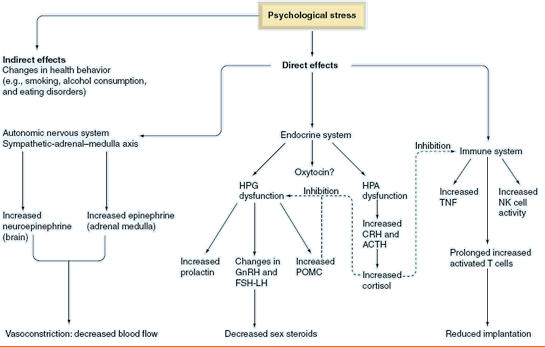 Psychological stress
Indirect effects
Changes in health behavior
(e.g., smoking, alcohol consumption,
and eating disorders)
Direct effects
Autonomic nervous system
Sympathetic-adrenal–medulla axis
Endocrine system
Inhibition
Immune system
Oxytocin?
HPG
dysfunction
Inhibition
HPA
dysfunction
Increased
TNF
Increased
NK cell
activity
Increased
neuroepinephrine
(brain)
Increased epinephrine
(adrenal medulla)
Increased
CRH and
ACTH
Increased
prolactin
Changes in
GnRH and
FSH-LH
Increased
POMC
Increased
cortisol
Prolonged increased
activated T cells
Vasoconstriction: decreased blood flow
Decreased sex steroids
Reduced implantation